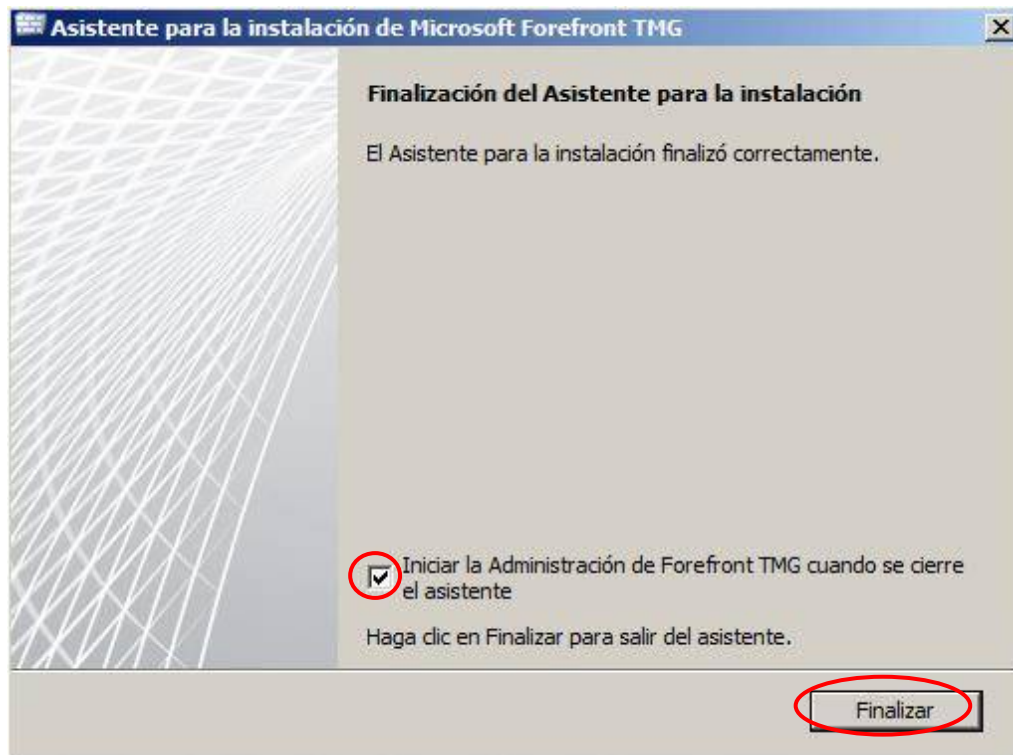 Asistente para la instalación de Microsoft Forefront TMG
Finalización del Asistente para la instalación
El Asistente para la instalación finalizó correctamente.
Iniciar la Administración de Forefront TMG cuando se cierre
el asistente
Haga clic en Finalizar para salir del asistente.
Finalizar